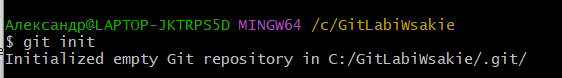 Александр@LAPTOP-JKTRPS5D MINGW64 /c/GitLabiWsakie
$ git init
Initialized empty Git repository in C:/GitLabiWsakie/.git/